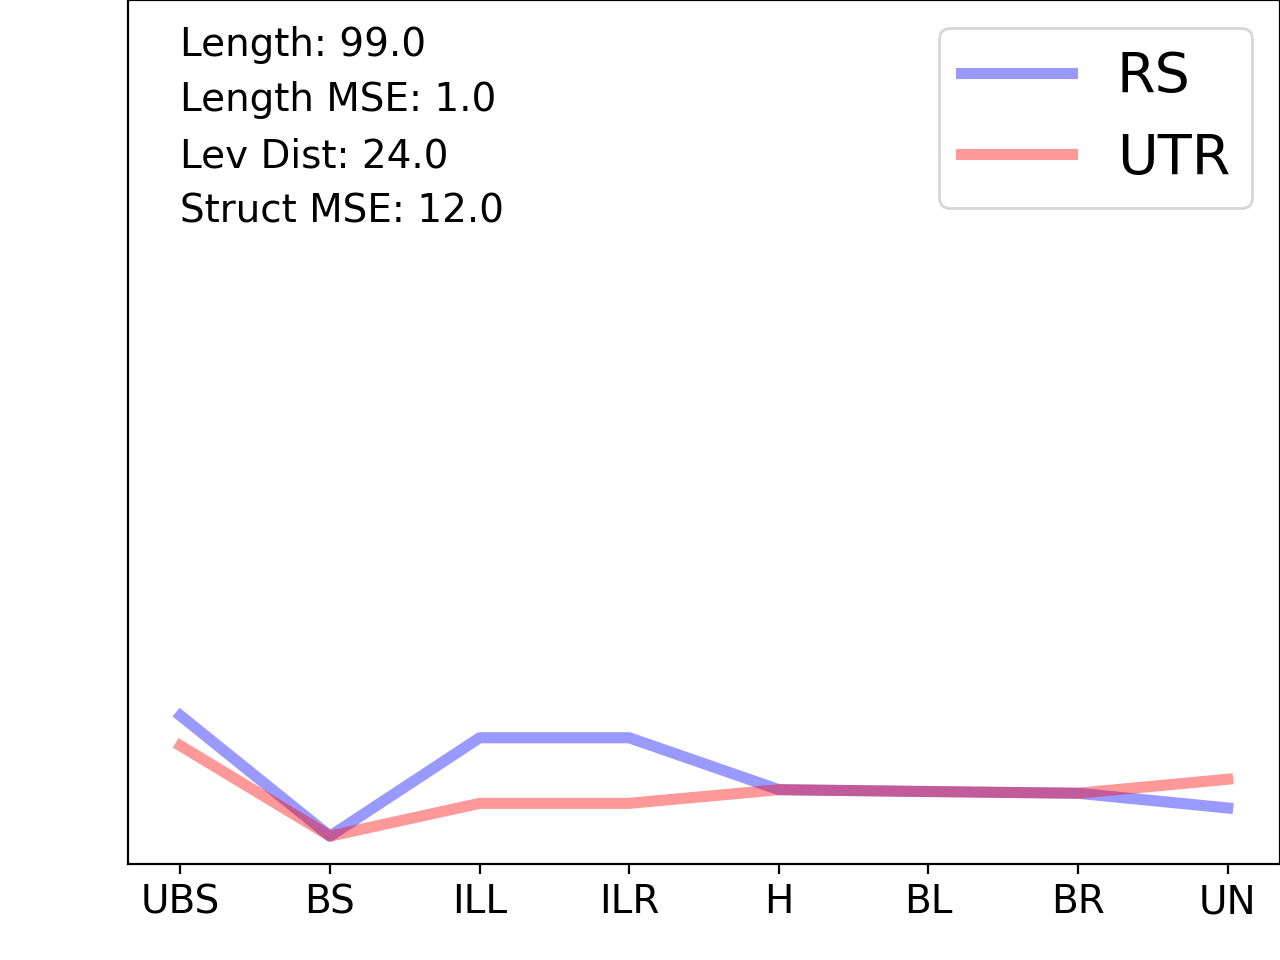 Length: 99.0
Length MSE: 1.0
Lev Dist: 24.0
Struct MSE: 12.0
RS
UTR
UBS BS ILL ILR H BL BR UN